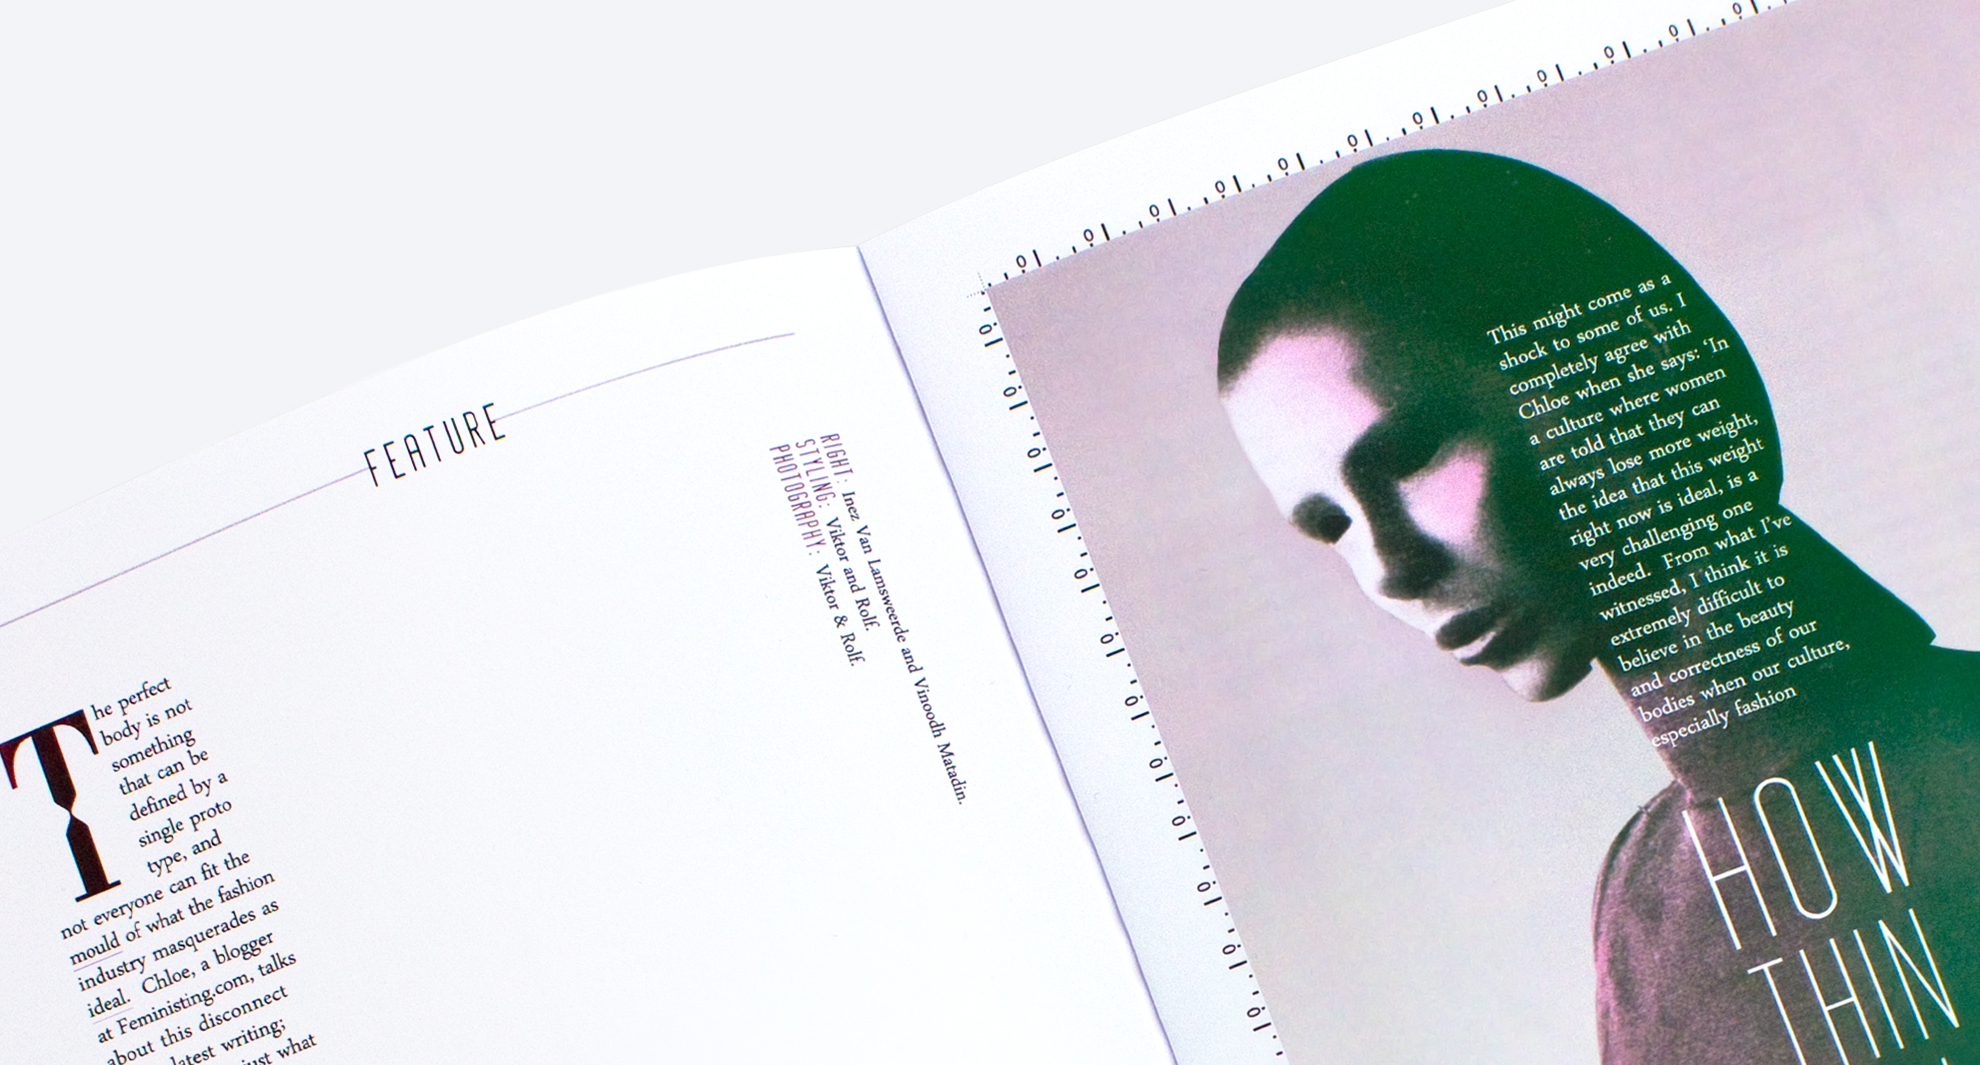 FEATURE
RIGHT: Inez Van Lamsweerde and Vinoodh Matadin.
STYLING: Viktor and Rolf.
PHOTOGRAPHY: Viktor & Rolf.
The perfect
body is not
something
that can be
defined by a
single proto
type, and
not everyone can fit the
mould of what the fashion
industry masquerades as
ideal. Chloe, a blogger
at Feministing.com, talks
about this disconnect
latest writing;
just what
This might come as a
shock to some of us. I
completely agree with
Chloe when she says: ‘In
a culture where women
are told that they can
always lose more weight,
the idea that this weight
right now is ideal, is a
very challenging one
indeed. From what I’ve
witnessed, I think it is
extremely difficult to
believe in the beauty
and correctness of our
bodies when our culture,
especially fashion
HOW
THIN